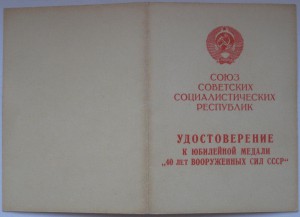 СОЮЗ
СОВЕТСКИХ
СОЦИАЛИСТИЧЕСКИХ
РЕСПУБЛИК
УДОСТОВЕРЕНИЕ
К ЮБИЛЕЙНОЙ МЕДАЛИ
„60 ЛЕТ ВООРУЖЕННЫХ СИЛ СССР“